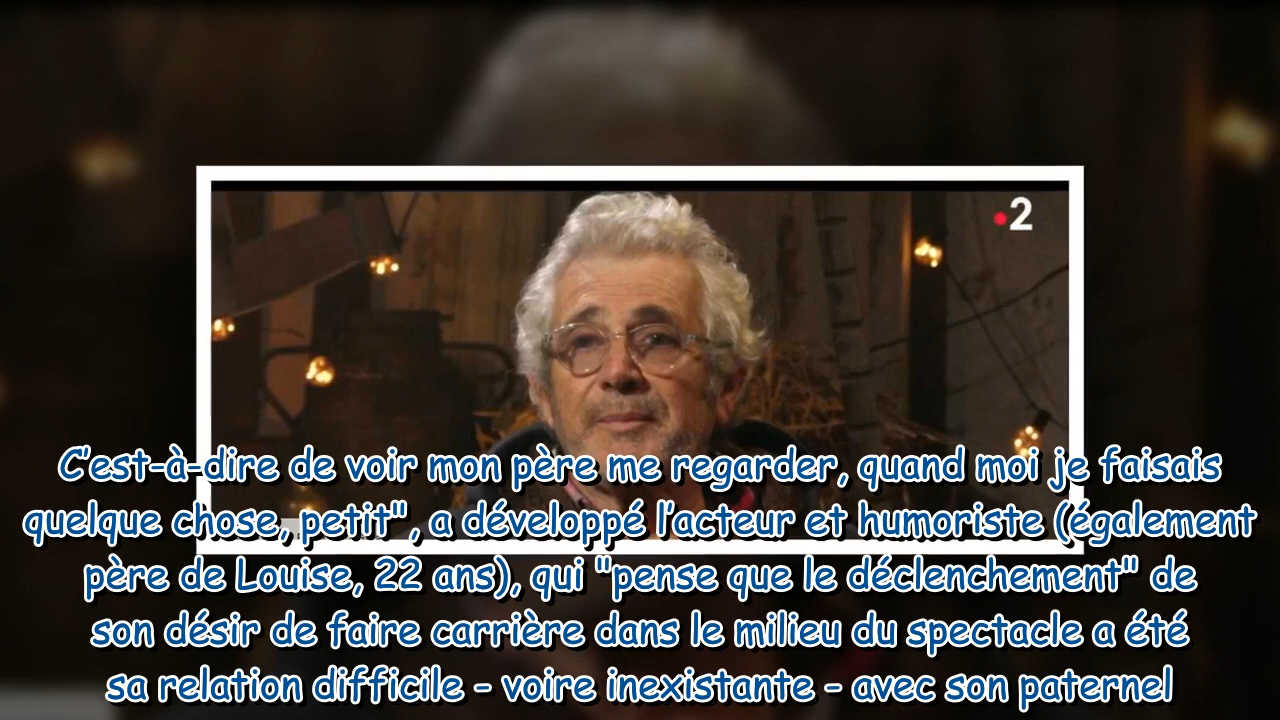 2
C'est-à-dire de voir mon père me regarder, quand moi je faisais
quelque chose, petit", a développé l'acteur et humoriste (également
père de Louise, 22 ans), qui "pense que le déclenchement" de
son désir de faire carrière dans le milieu du spectacle a été
sa relation difficile - voire inexistante - avec son paternel